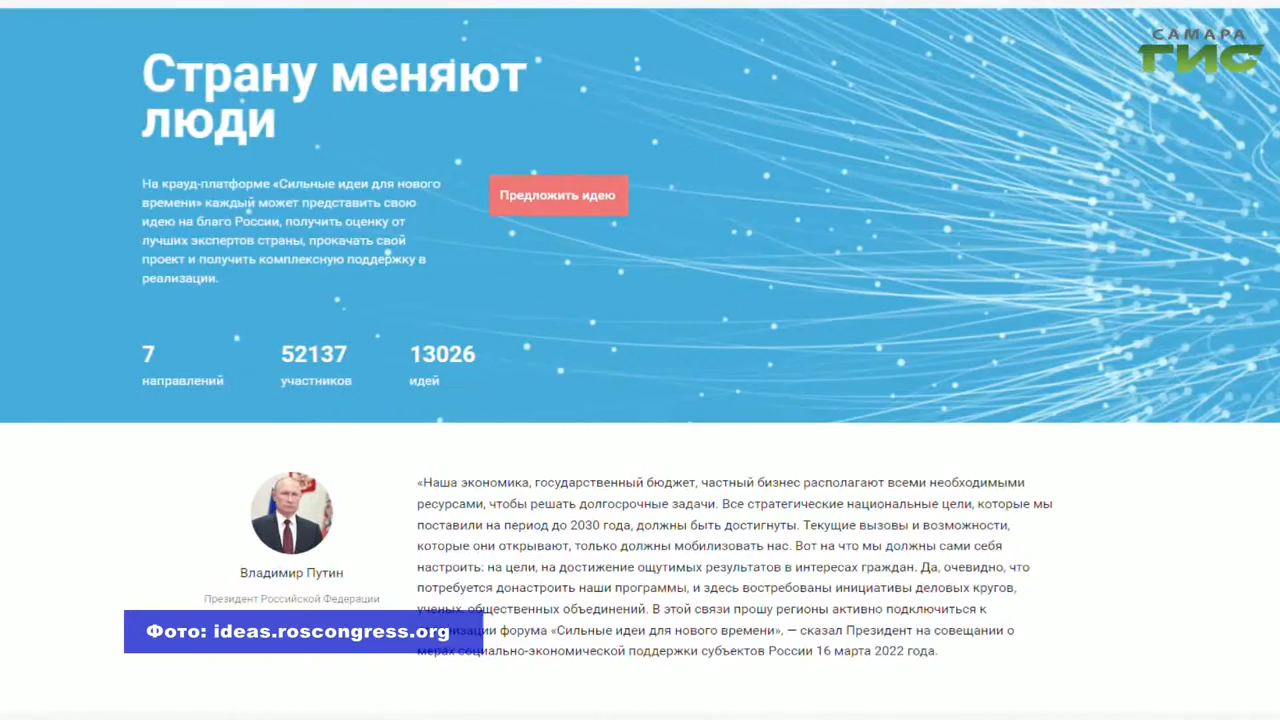 САМАРА
ГИС
Страну меняют
люди
На крауд-платформе «Сильные идеи для нового
времени» каждый может представить свою
идею на благо России, получить оценку от
лучших экспертов страны, прокачать свой
проект и получить комплексную поддержку в
реализации.
Предложить идею
7
направлений
52137
участников
13026
идей
Владимир Путин
Президент Российской Федерации
«Наша экономика, государственный бюджет, частный бизнес располагают всеми необходимыми
ресурсами, чтобы решать долгосрочные задачи. Все стратегические национальные цели, которые мы
поставили на период до 2030 года, должны быть достигнуты. Текущие вызовы и возможности,
которые они открывают, только должны мобилизовать нас. Вот на что мы должны сами себя
настроить: на цели, на достижение ощутимых результатов в интересах граждан. Да, очевидно, что
потребуется донастроить наши программы, и здесь востребованы инициативы деловых кругов,
ученых, общественных объединений. В этой связи прошу регионы активно подключиться к
форума «Сильные идеи для нового времени», — сказал Президент на совещании о
мерах социально-экономической поддержки субъектов России 16 марта 2022 года.
Фото: ideas.roscongress.org